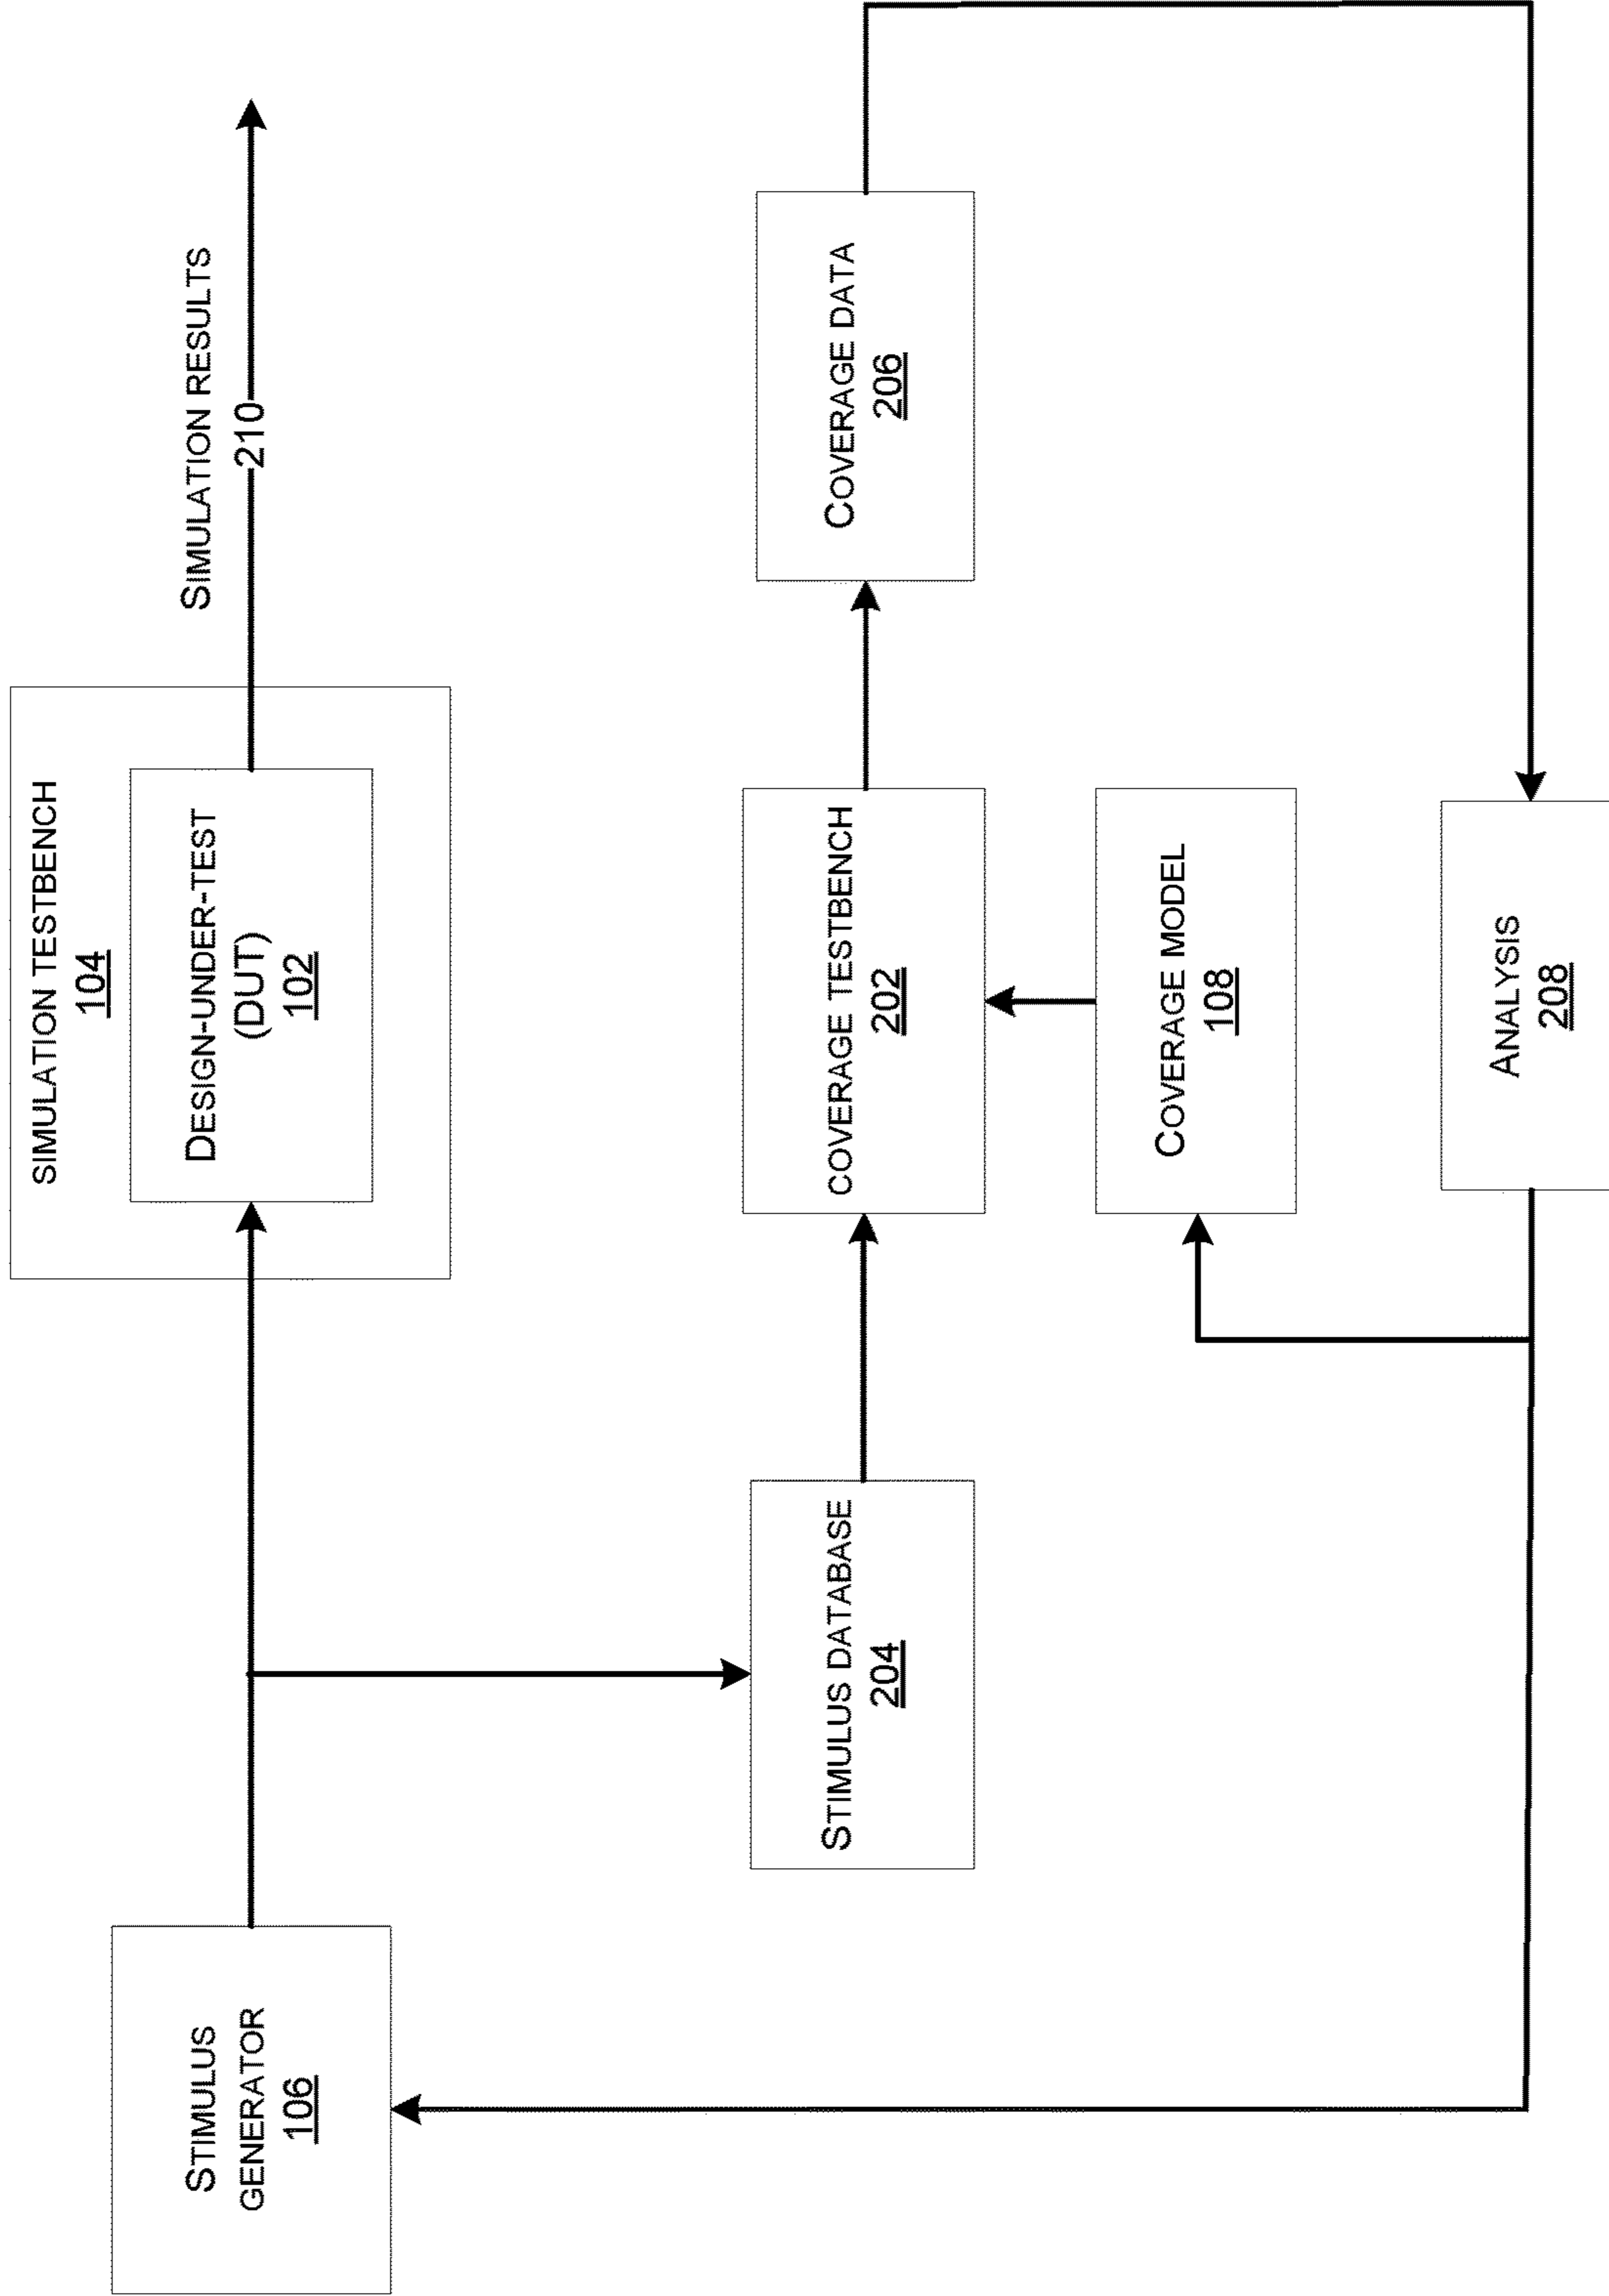 SIMULATION TESTBENCH
104
DESIGN-UNDER-TEST
(DUT)
102
SIMULATION RESULTS
210
STIMULUS
GENERATOR
106
STIMULUS DATABASE
204
COVERAGE TESTBENCH
202
COVERAGE DATA
206
COVERAGE MODEL
108
ANALYSIS
208